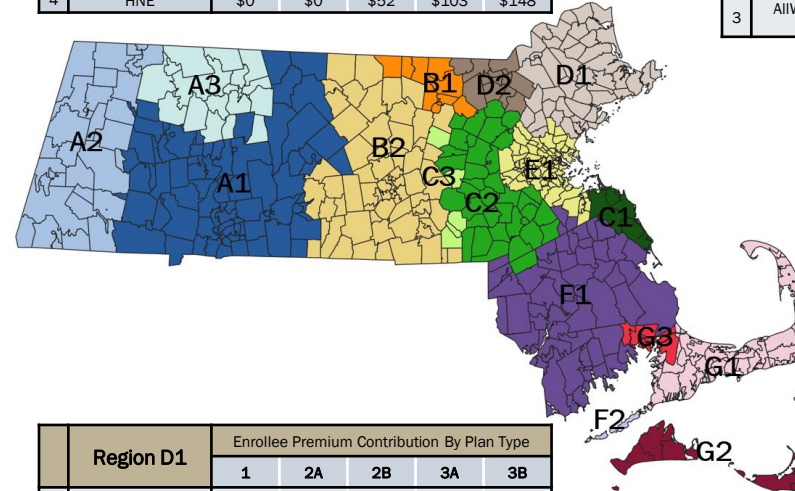 4 HNE $0 $0 $52 $103 $148
3
A3
B1
D2
D1
A2
B2
E1
A1
C3
C2
C1
F1
G3
G1
F2
G2
Region D1 Enrollee Premium Contribution By Plan Type
1 2A 2B 3A 3B